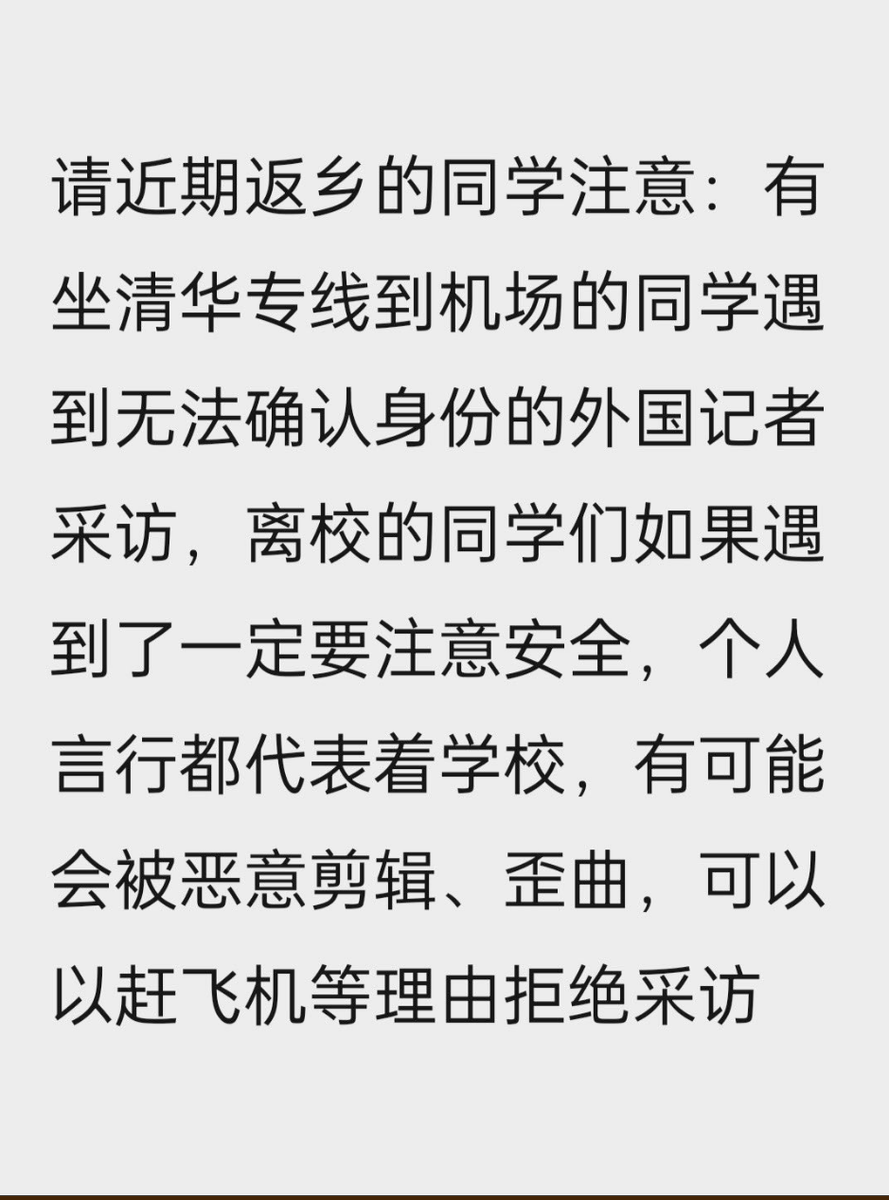 请近期返乡的同学注意：有
坐清华专线到机场的同学遇
到无法确认身份的外国记者
采访，离校的同学们如果遇
到了一定要注意安全，个人
言行都代表着学校，有可能
会被恶意剪辑、歪曲，可以
以赶飞机等理由拒绝采访